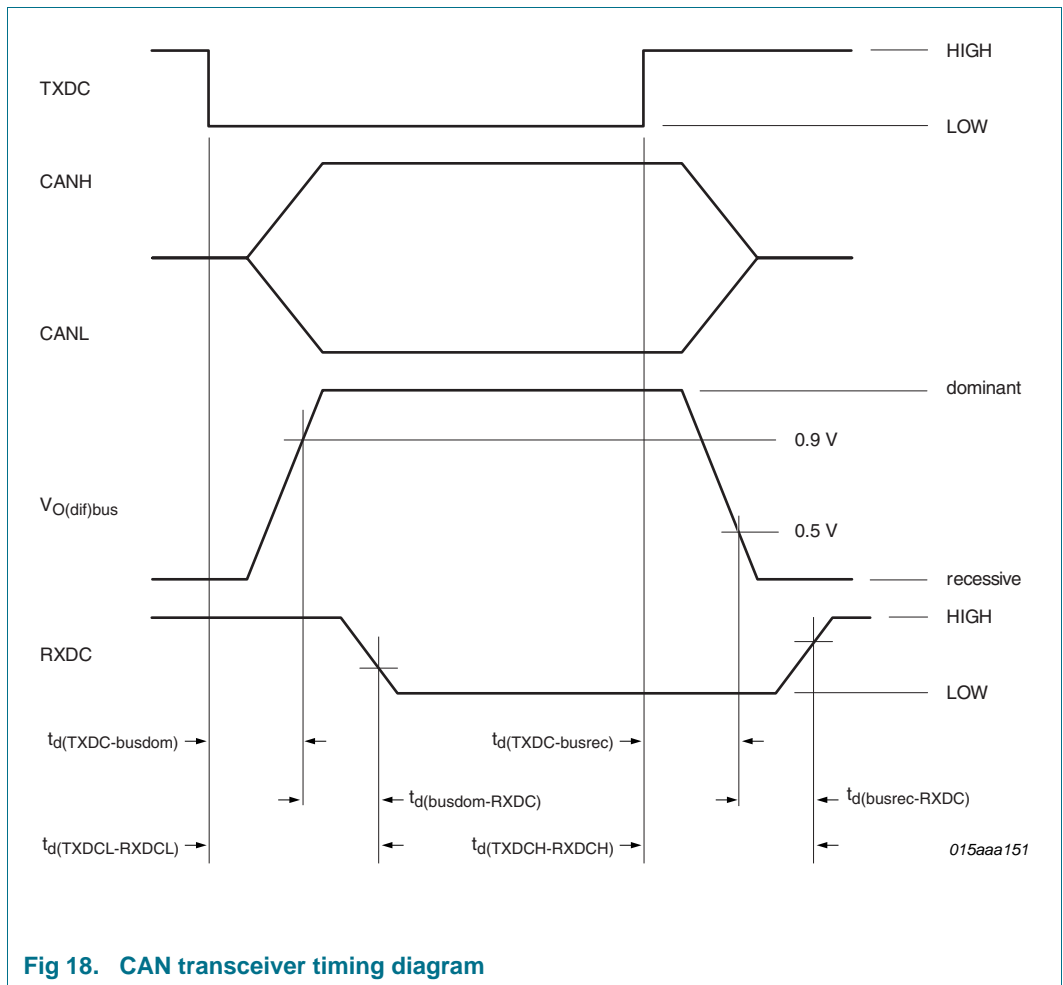 HIGH
TXDC
LOW
CANH
CANL
dominant
0.9 V
VO(dif)bus
0.5 V
recessive
HIGH
RXDC
LOW
td(TXDC-busdom)
td(TXDC-busrec)
td(busdom-RXDC)
td(busrec-RXDC)
td(TXDCL-RXDCL)
td(TXDCH-RXDCH)
015aaa151
Fig 18. CAN transceiver timing diagram